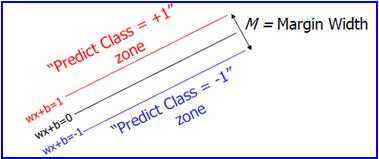 “Predict Class = +1”
zone
M = Margin Width
wx+b=1
wx+b=0
wx+b=-1
“Predict Class = -1”
zone